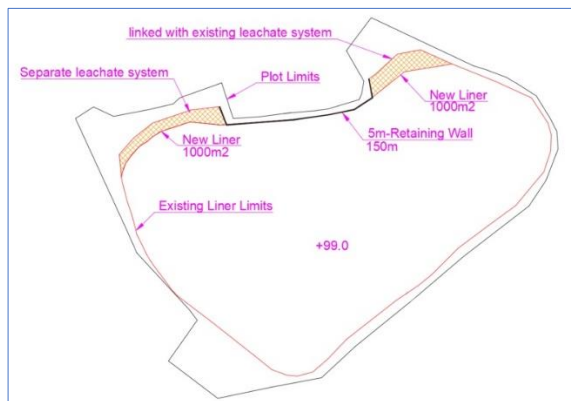 linked with existing leachate system
Separate leachate system
Plot Limits
New Liner
1000m2
New Liner
1000m2
5m-Retaining Wall
150m
Existing Liner Limits
+99.0